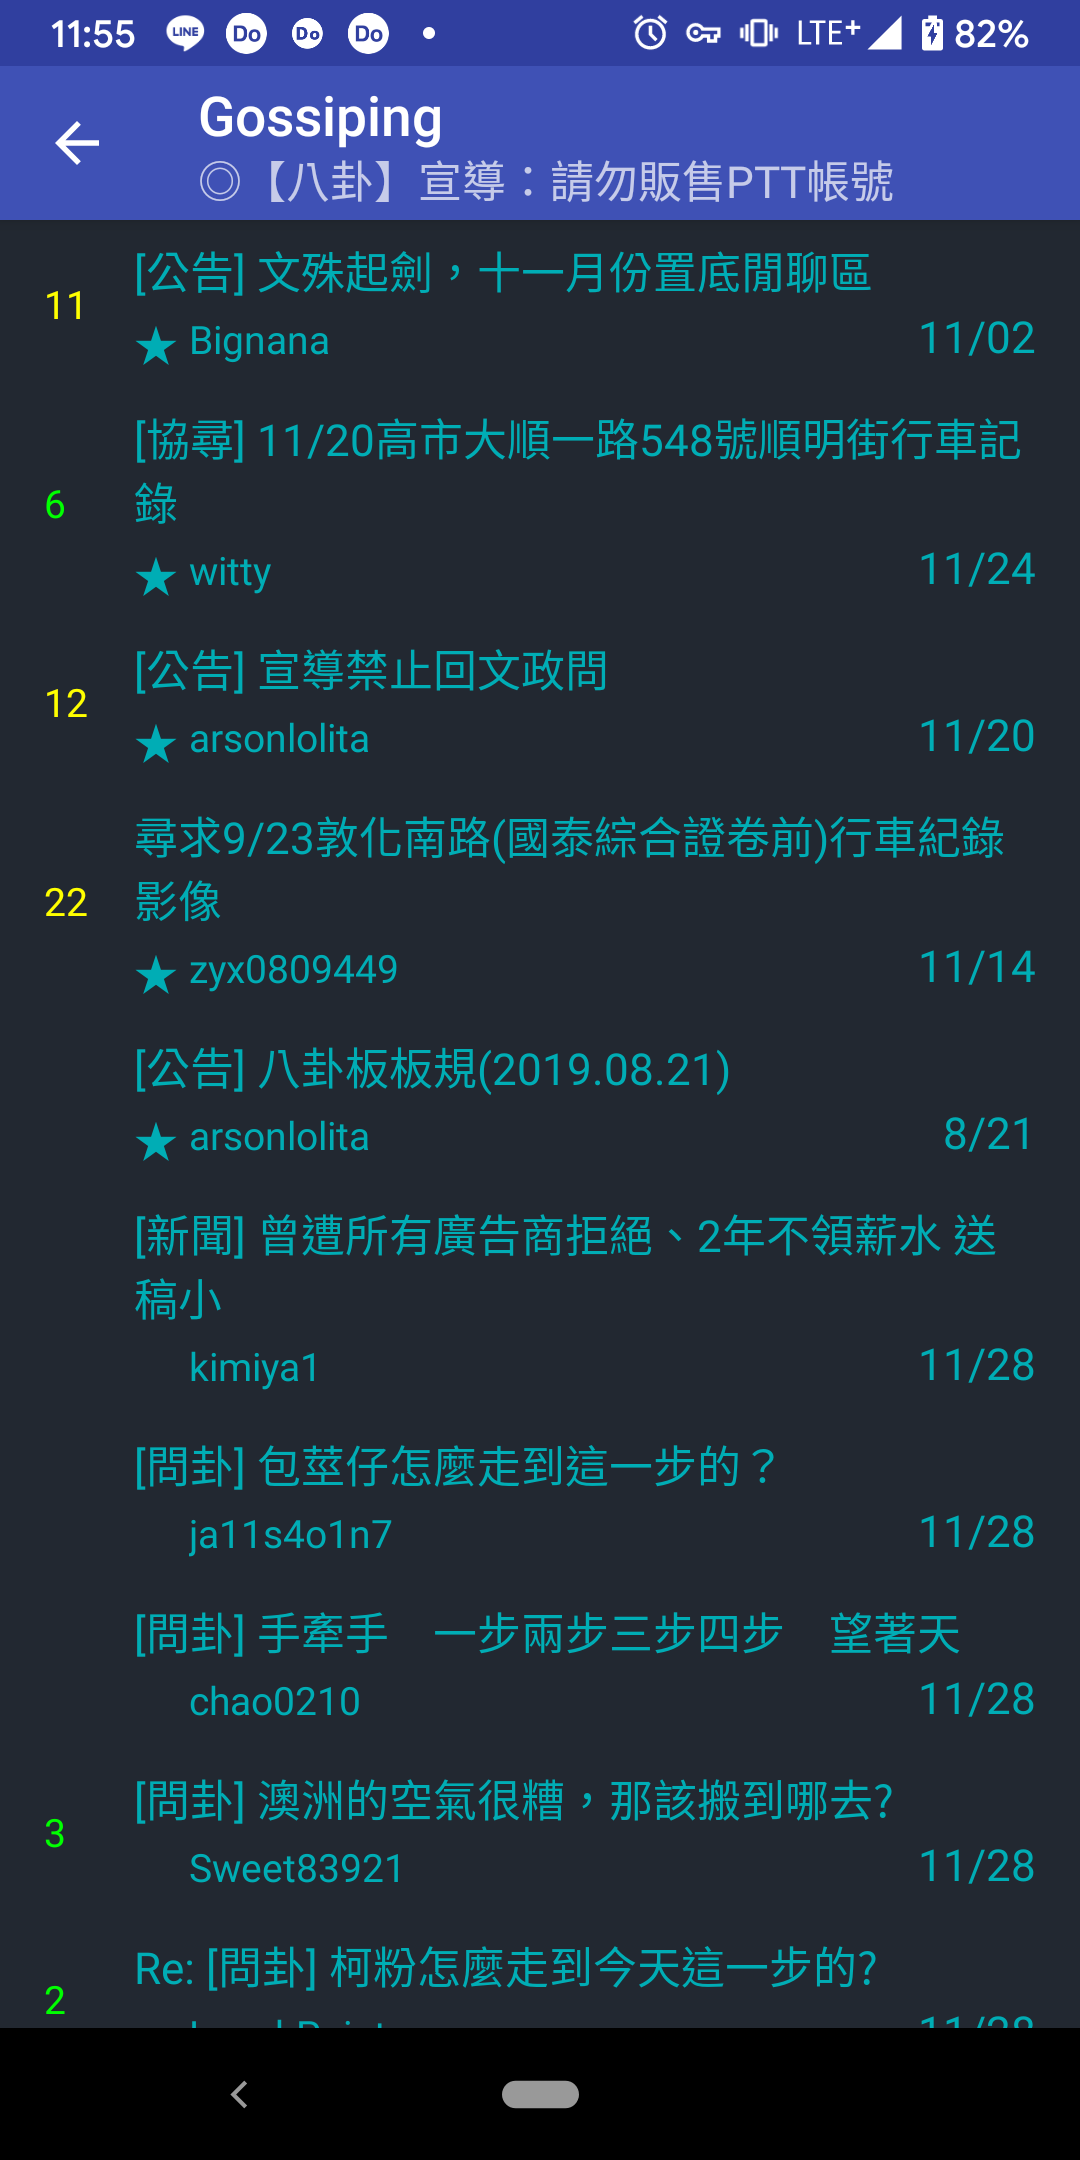 11:55 LINE Do Do Do LTE+ 82%
Gossiping
◎【八卦】宣導：請勿販售PTT帳號
[公告] 文殊起劍，十一月份置底閒聊區
11
★ Bignana 11/02
[協尋] 11/20高市大順一路548號順明街行車記
錄
6
★ witty 11/24
[公告] 宣導禁止回文政問
12
★ arsonlolita 11/20
尋求9/23敦化南路(國泰綜合證卷前)行車紀錄
影像
22
★ zyx0809449 11/14
[公告] 八卦板板規(2019.08.21)
★ arsonlolita 8/21
[新聞] 曾遭所有廣告商拒絕、2年不領薪水 送
稿小
kimiya1 11/28
[問卦] 包莖仔怎麼走到這一步的？
ja11s4o1n7 11/28
[問卦] 手牽手　一步兩步三步四步　望著天
chao0210 11/28
[問卦] 澳洲的空氣很糟，那該搬到哪去?
3
Sweet83921 11/28
Re: [問卦] 柯粉怎麼走到今天這一步的?
2
11/28